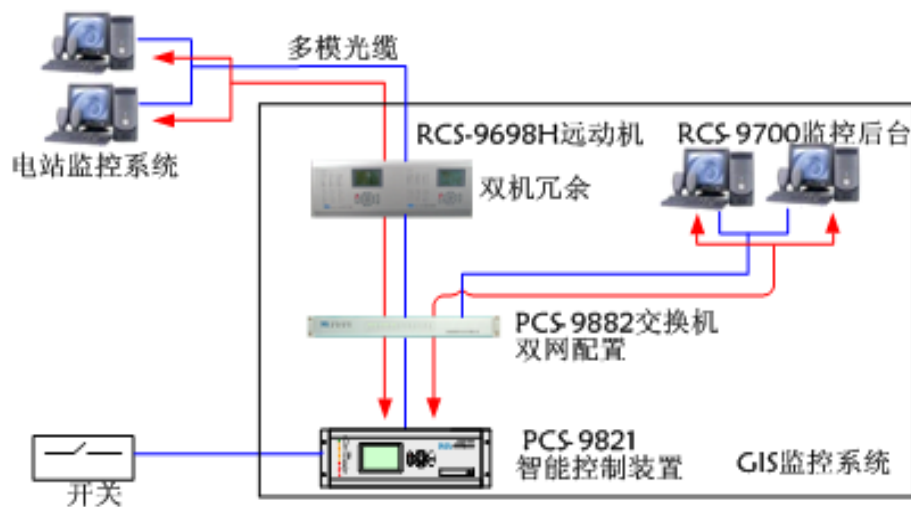 多模光缆
电站监控系统
RCS-9698H远动机
双机冗余
RCS-9700监控后台
PCS-9882交换机
双网配置
PCS-9821
智能控制装置
GIS监控系统
开关